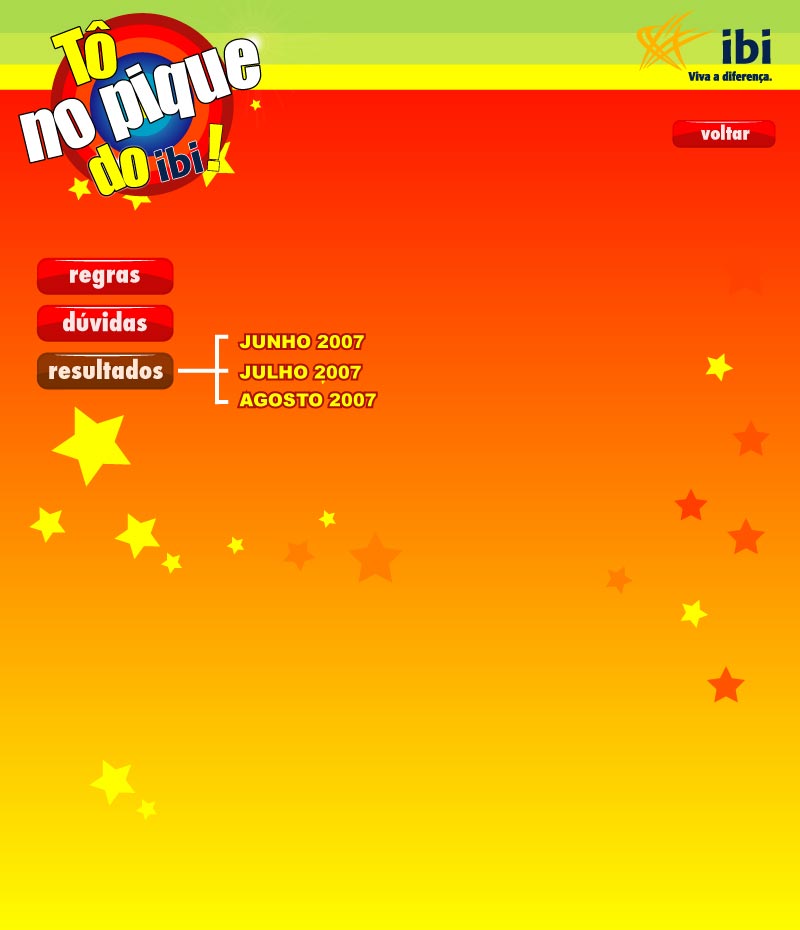 Tô
no pique
do ibi!
ibi
Viva a diferença.
voltar
regras
dúvidas
resultados
JUNHO 2007
JULHO 2007
AGOSTO 2007